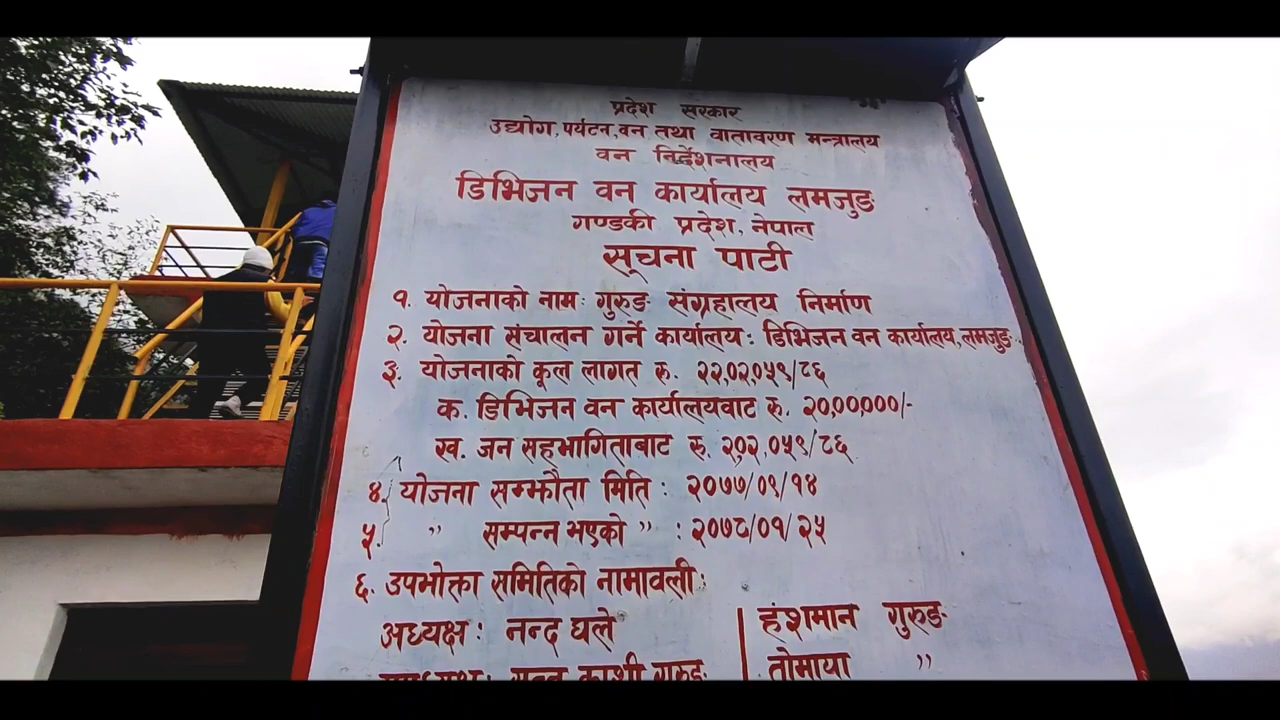 प्रदेश सरकार
उद्योग, पर्यटन, वन तथा वातावरण मन्त्रालय
वन निर्देशनालय
डिभिजन वन कार्यालय लमजुङ
गण्डकी प्रदेश, नेपाल
सूचना पाटी
१. योजनाको नाम: गुरुङ संग्रहालय निर्माण
२. योजना संचालन गर्ने कार्यालय: डिभिजन वन कार्यालय, लमजुङ
३. योजनाको कूल लागत रु. २२,०२,०५९/८६
क. डिभिजन वन कार्यालयवाट रु. २०,००,०००/-
ख. जन सहभागिताबाट रु. २,०२,०५९/८६
४. योजना सम्झौता मिति : २०७७/०९/१४
५. " सम्पन्न भएको " : २०७८/०१/२५
६. उपभोक्ता समितिको नामावली:
अध्यक्ष: नन्द घले
हंशमान गुरुङ
तोमाया "